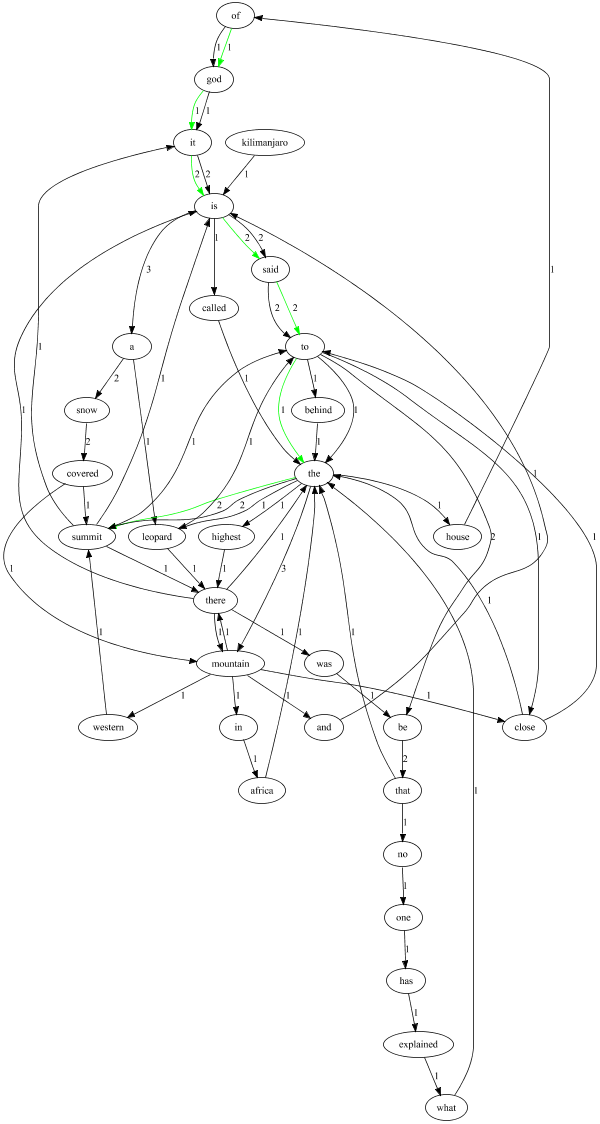 of
1 1
god
1 1
it kilimanjaro
2 2 1
is
3 1 2 2
said
called
2 2
a to
2 1 1 1 1
snow behind
2 1 1 1 1
covered the
1 2 2 1 1 1 1
summit leopard highest house 2 1 1
1 1 1 3 1
there
1 1 1 1 1
mountain was
1 1 1 1 1
western in and be close
1 2
africa that
1 1
no
1
one
1
has
1
explained
1
what